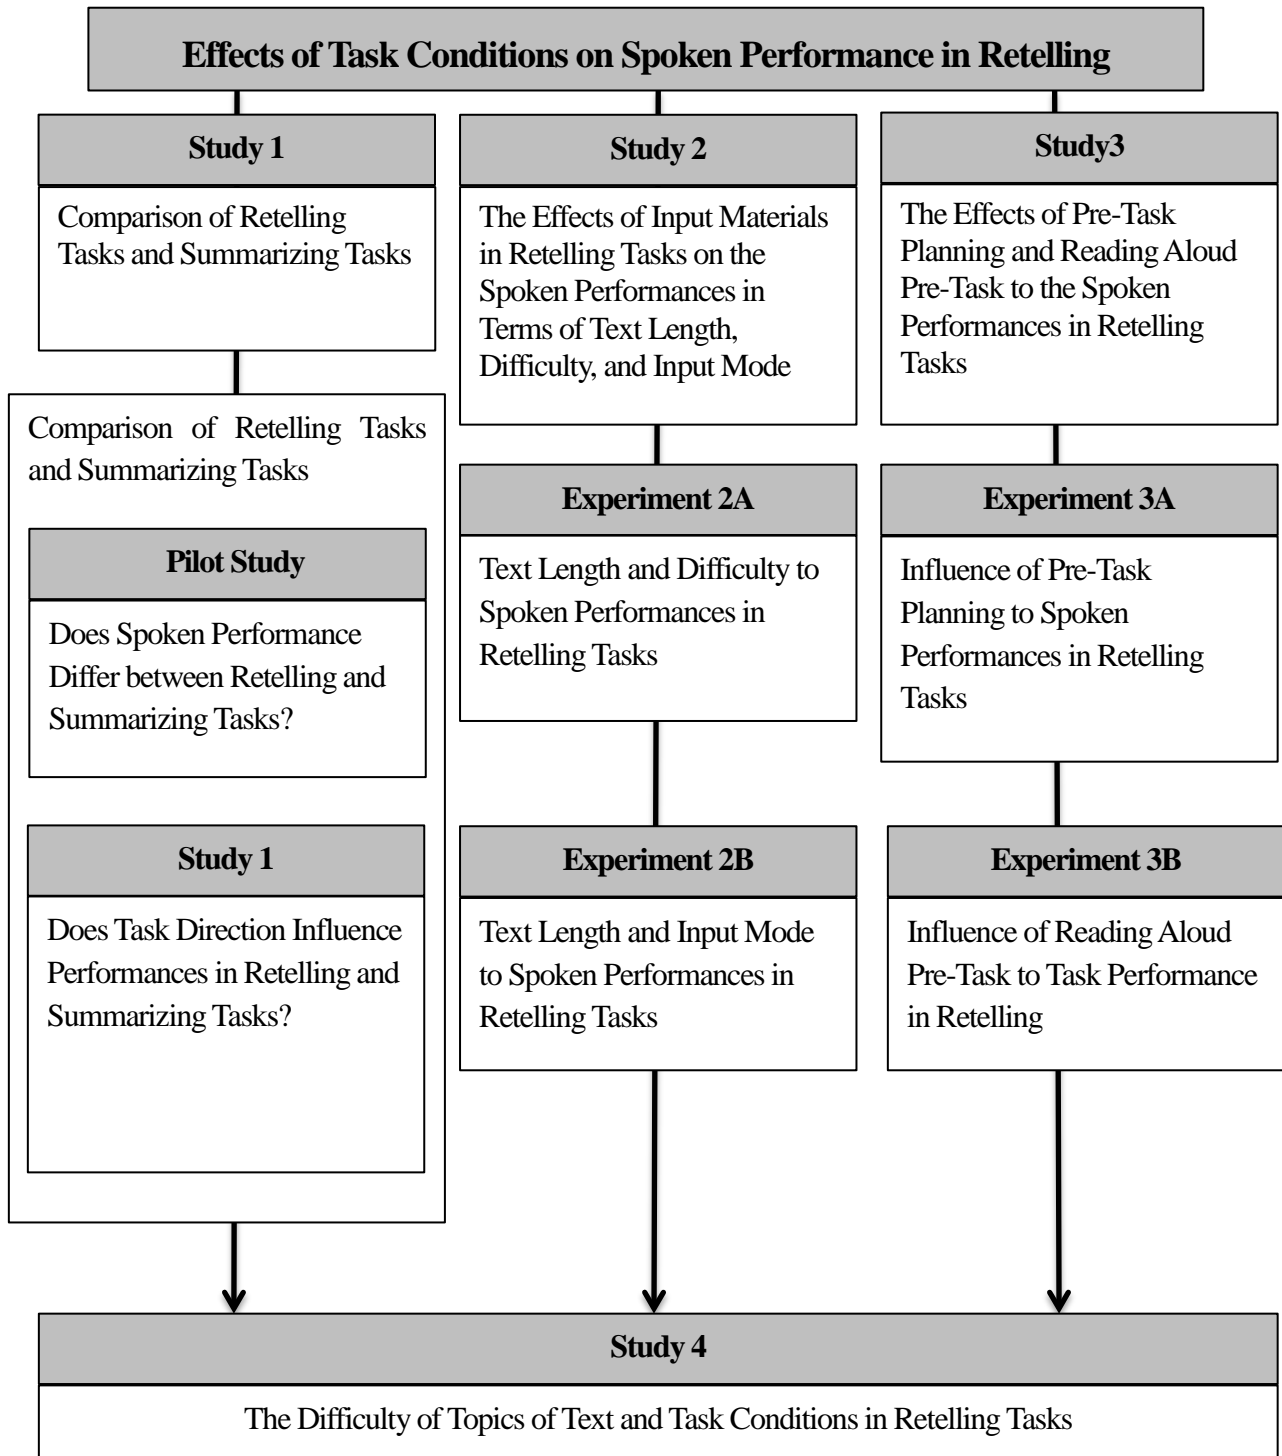 Effects of Task Conditions on Spoken Performance in Retelling
Study 1
Comparison of Retelling
Tasks and Summarizing Tasks
Comparison of Retelling Tasks
and Summarizing Tasks
Pilot Study
Does Spoken Performance
Differ between Retelling and
Summarizing Tasks?
Study 1
Does Task Direction Influence
Performances in Retelling and
Summarizing Tasks?
Study 2
The Effects of Input Materials
in Retelling Tasks on the
Spoken Performances in
Terms of Text Length,
Difficulty, and Input Mode
Experiment 2A
Text Length and Difficulty to
Spoken Performances in
Retelling Tasks
Experiment 2B
Text Length and Input Mode
to Spoken Performances in
Retelling Tasks
Study3
The Effects of Pre-Task
Planning and Reading Aloud
Pre-Task to the Spoken
Performances in Retelling
Tasks
Experiment 3A
Influence of Pre-Task
Planning to Spoken
Performances in Retelling
Tasks
Experiment 3B
Influence of Reading Aloud
Pre-Task to Task Performance
in Retelling
Study 4
The Difficulty of Topics of Text and Task Conditions in Retelling Tasks